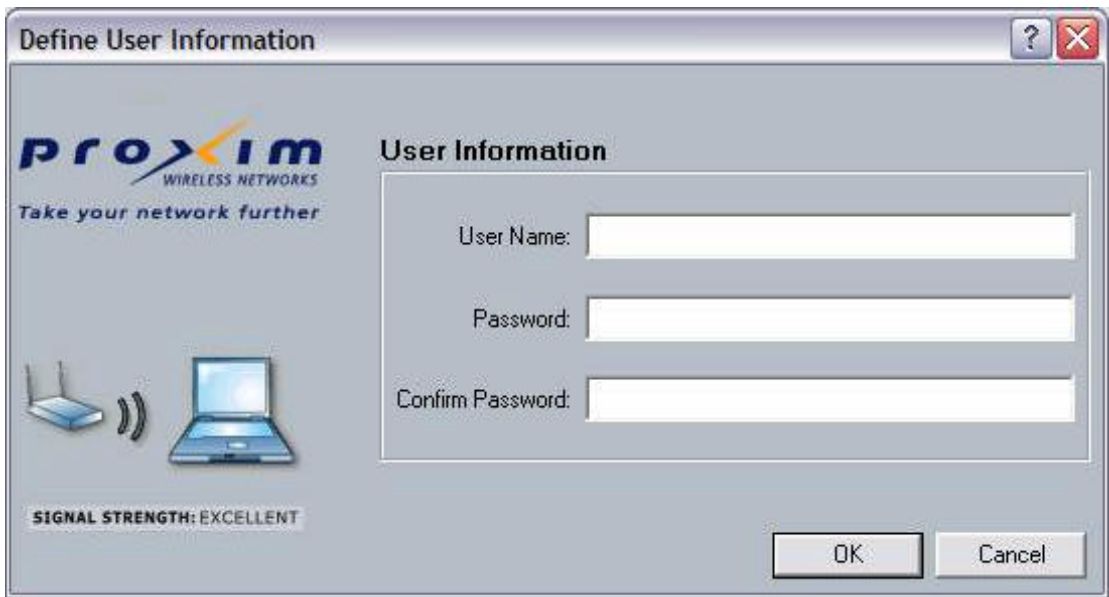 Define User Information
?
proxim
WIRELESS NETWORKS
Take your network further
User Information
User Name:
Password:
Confirm Password:
SIGNAL STRENGTH: EXCELLENT
OK
Cancel